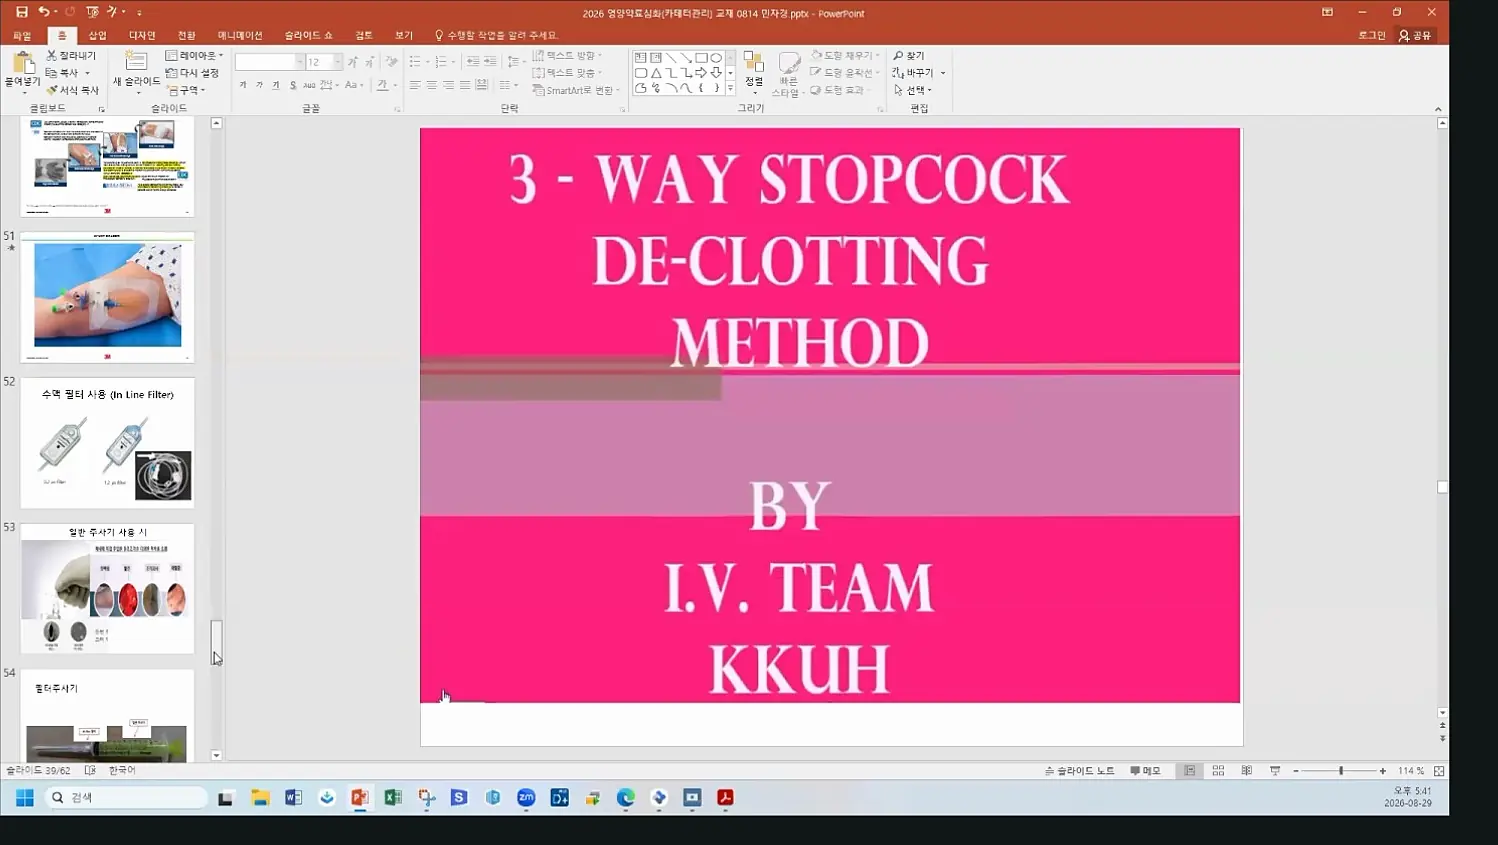 2026 영양약료심화(카테터관리) 교재 0814 민자경.pptx - PowerPoint
파일
홈
삽입
디자인
전환
애니메이션
슬라이드 쇼
검토
보기
수행할 작업을 알려 주세요.
로그인
공유
붙여넣기
잘라내기
복사
서식 복사
클립보드
새 슬라이드
레이아웃
다시 설정
구역
슬라이드
12
글꼴
텍스트 방향
텍스트 맞춤
SmartArt로 변환
단락
정렬
빠른 스타일
도형 채우기
도형 윤곽선
도형 효과
그리기
찾기
바꾸기
선택
편집
3M
51
3M
52
수액 필터 사용 (In Line Filter)
53
일반 주사기 사용 시
54
필터주사기
3 - WAY STOPCOCK
DE-CLOTTING
METHOD
BY
I.V. TEAM
KKUH
슬라이드 39/62
한국어
슬라이드 노트
메모
114 %
검색
오후 5:41
2026-08-29